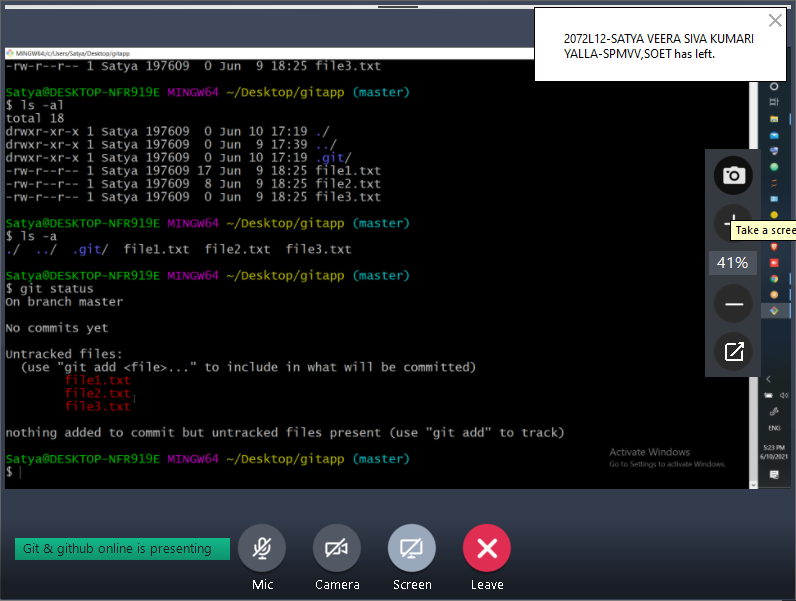 2072L12-SATYA VEERA SIVA KUMARI
YALLA-SPMVV,SOET has left.
MINGW64:/c/Users/Satya/Desktop/gitapp
-rw-r--r-- 1 Satya 197609  0 Jun  9 18:25 file3.txt
Satya@DESKTOP-NFR919E MINGW64 ~/Desktop/gitapp (master)
$ ls -al
total 18
drwxr-xr-x 1 Satya 197609  0 Jun 10 17:19 ./
drwxr-xr-x 1 Satya 197609  0 Jun  9 17:39 ../
drwxr-xr-x 1 Satya 197609  0 Jun 10 17:19 .git/
-rw-r--r-- 1 Satya 197609 17 Jun  9 18:25 file1.txt
-rw-r--r-- 1 Satya 197609  8 Jun  9 18:25 file2.txt
-rw-r--r-- 1 Satya 197609  0 Jun  9 18:25 file3.txt
Satya@DESKTOP-NFR919E MINGW64 ~/Desktop/gitapp (master)
$ ls -a
./  ../  .git/  file1.txt  file2.txt  file3.txt
Satya@DESKTOP-NFR919E MINGW64 ~/Desktop/gitapp (master)
$ git status
On branch master
No commits yet
Untracked files:
(use "git add <file>..." to include in what will be committed)
file1.txt
file2.txt
file3.txt
nothing added to commit but untracked files present (use "git add" to track)
Satya@DESKTOP-NFR919E MINGW64 ~/Desktop/gitapp (master)
$
Take a scree
41%
Activate Windows
Go to Settings to activate Windows.
ENG
5:23 PM
6/10/2021
Git & github online is presenting
Mic
Camera
Screen
Leave